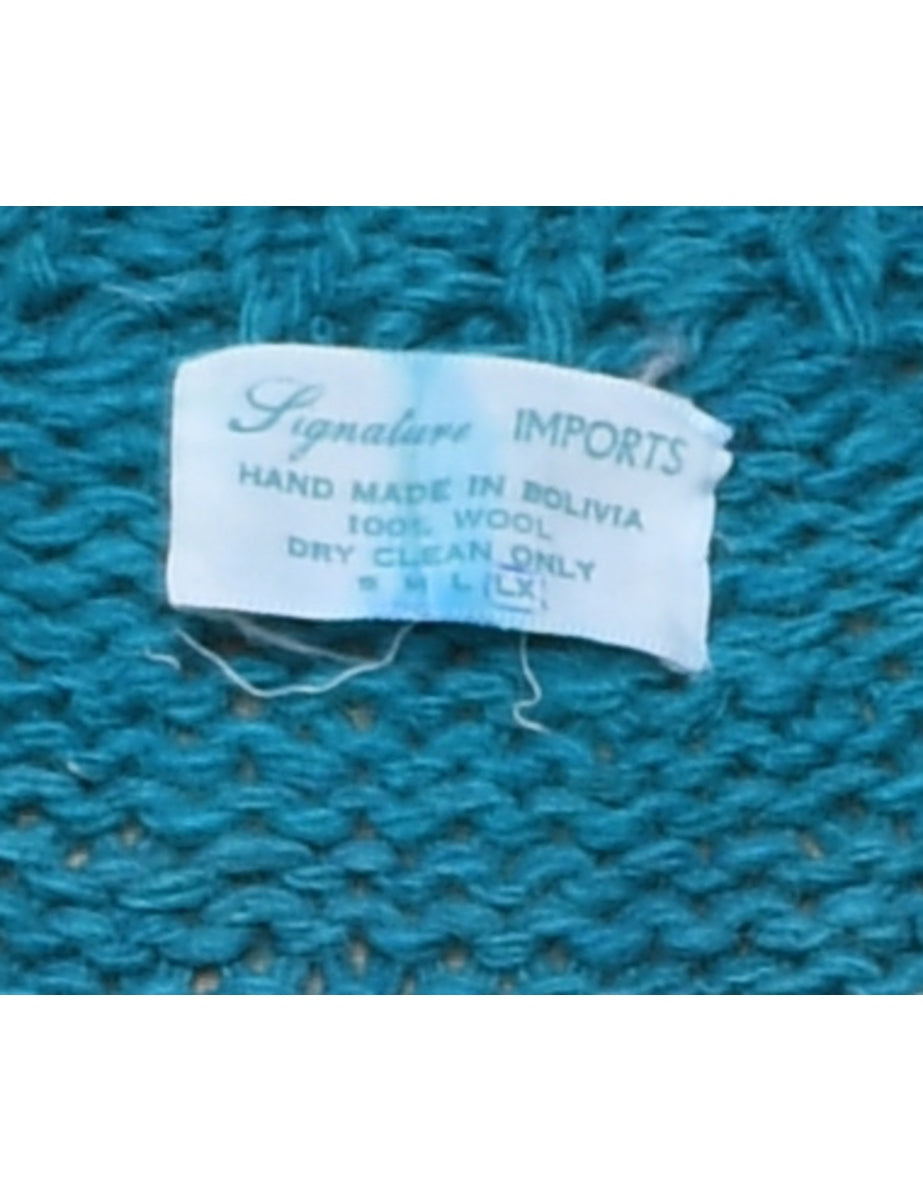 Signature IMPORTS
HAND MADE IN BOLIVIA
100% WOOL
DRY CLEAN ONLY
S M L LX